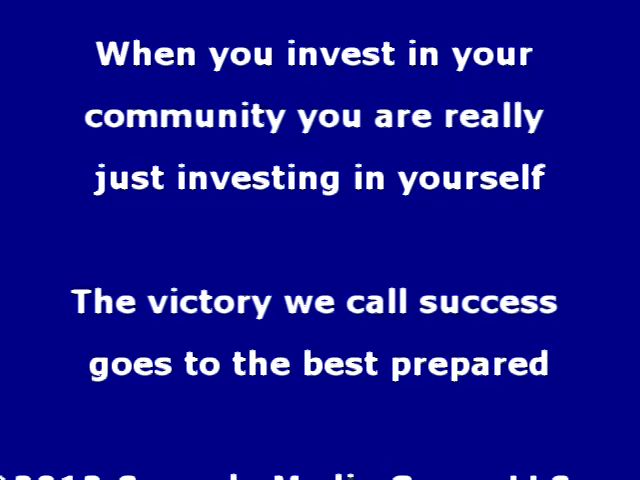 When you invest in your
community you are really
just investing in yourself
The victory we call success
goes to the best prepared